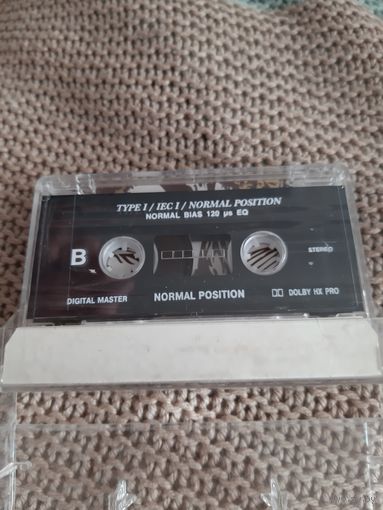 TYPE I / IEC I / NORMAL POSITION
NORMAL BIAS 120 µs EQ
B
STEREO
DIGITAL MASTER NORMAL POSITION DOLBY HX PRO